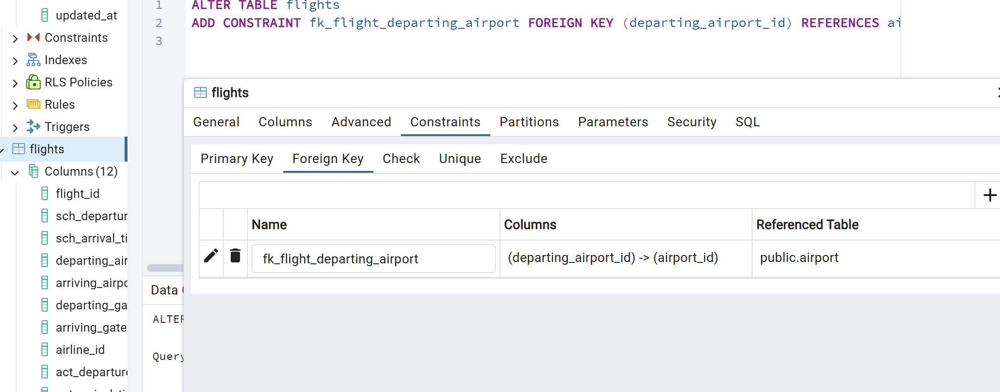 updated_at
Constraints
Indexes
RLS Policies
Rules
Triggers
flights
Columns (12)
flight_id
sch_departur
sch_arrival_ti
departing_air
arriving_airpo
departing_ga
arriving_gate
airline_id
act_departure
1 ALTER TABLE flights
2 ADD CONSTRAINT fk_flight_departing_airport FOREIGN KEY (departing_airport_id) REFERENCES ai
3
flights
General Columns Advanced Constraints Partitions Parameters Security SQL
Primary Key Foreign Key Check Unique Exclude
Name Columns Referenced Table
fk_flight_departing_airport (departing_airport_id) -> (airport_id) public.airport
Data
ALTER
Query